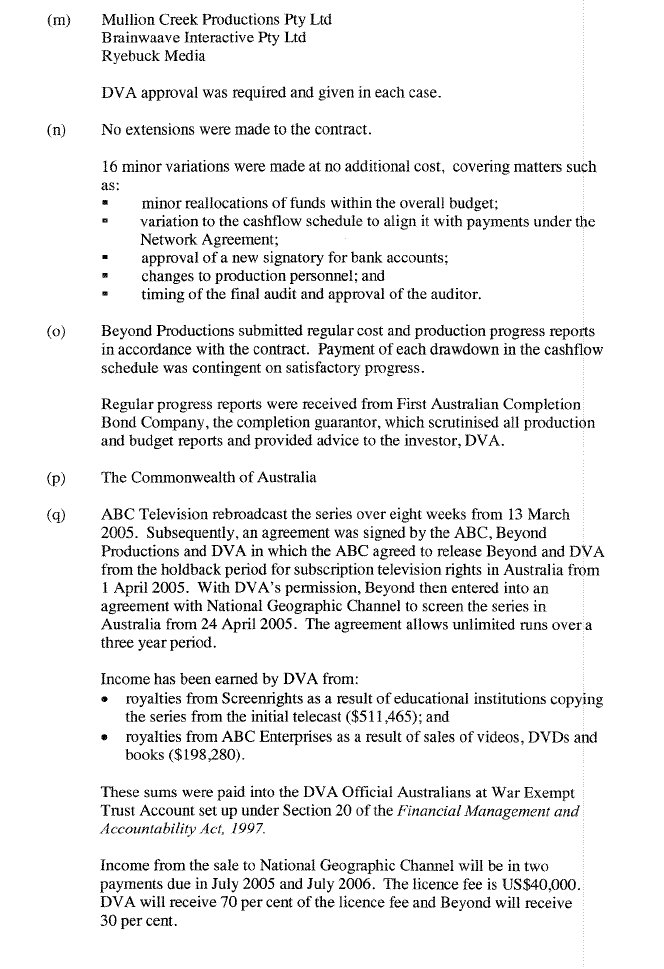 (m) Mullion Creek Productions Pty Ltd
Brainwaave Interactive Pty Ltd
Ryebuck Media
DVA approval was required and given in each case.
(n) No extensions were made to the contract.
16 minor variations were made at no additional cost, covering matters such
as:
▪ minor reallocations of funds within the overall budget;
▪ variation to the cashflow schedule to align it with payments under the
Network Agreement;
▪ approval of a new signatory for bank accounts;
▪ changes to production personnel; and
▪ timing of the final audit and approval of the auditor.
(o) Beyond Productions submitted regular cost and production progress reports
in accordance with the contract. Payment of each drawdown in the cashflow
schedule was contingent on satisfactory progress.
Regular progress reports were received from First Australian Completion
Bond Company, the completion guarantor, which scrutinised all production
and budget reports and provided advice to the investor, DVA.
(p) The Commonwealth of Australia
(q) ABC Television rebroadcast the series over eight weeks from 13 March
2005. Subsequently, an agreement was signed by the ABC, Beyond
Productions and DVA in which the ABC agreed to release Beyond and DVA
from the holdback period for subscription television rights in Australia from
1 April 2005. With DVA's permission, Beyond then entered into an
agreement with National Geographic Channel to screen the series in
Australia from 24 April 2005. The agreement allows unlimited runs over a
three year period.
Income has been earned by DVA from:
• royalties from Screenrights as a result of educational institutions copying
the series from the initial telecast ($511,465); and
• royalties from ABC Enterprises as a result of sales of videos, DVDs and
books ($198,280).
These sums were paid into the DVA Official Australians at War Exempt
Trust Account set up under Section 20 of the Financial Management and
Accountability Act, 1997.
Income from the sale to National Geographic Channel will be in two
payments due in July 2005 and July 2006. The licence fee is US$40,000.
DVA will receive 70 per cent of the licence fee and Beyond will receive
30 per cent.